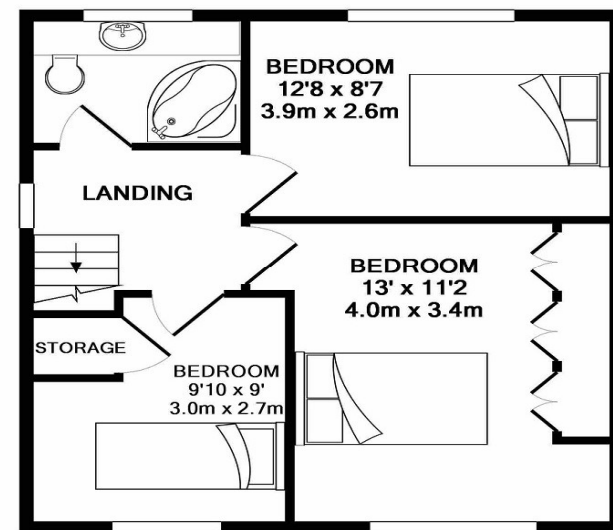 BEDROOM
12'8 x 8'7
3.9m x 2.6m
LANDING
BEDROOM
13' x 11'2
4.0m x 3.4m
STORAGE
BEDROOM
9'10 x 9'
3.0m x 2.7m